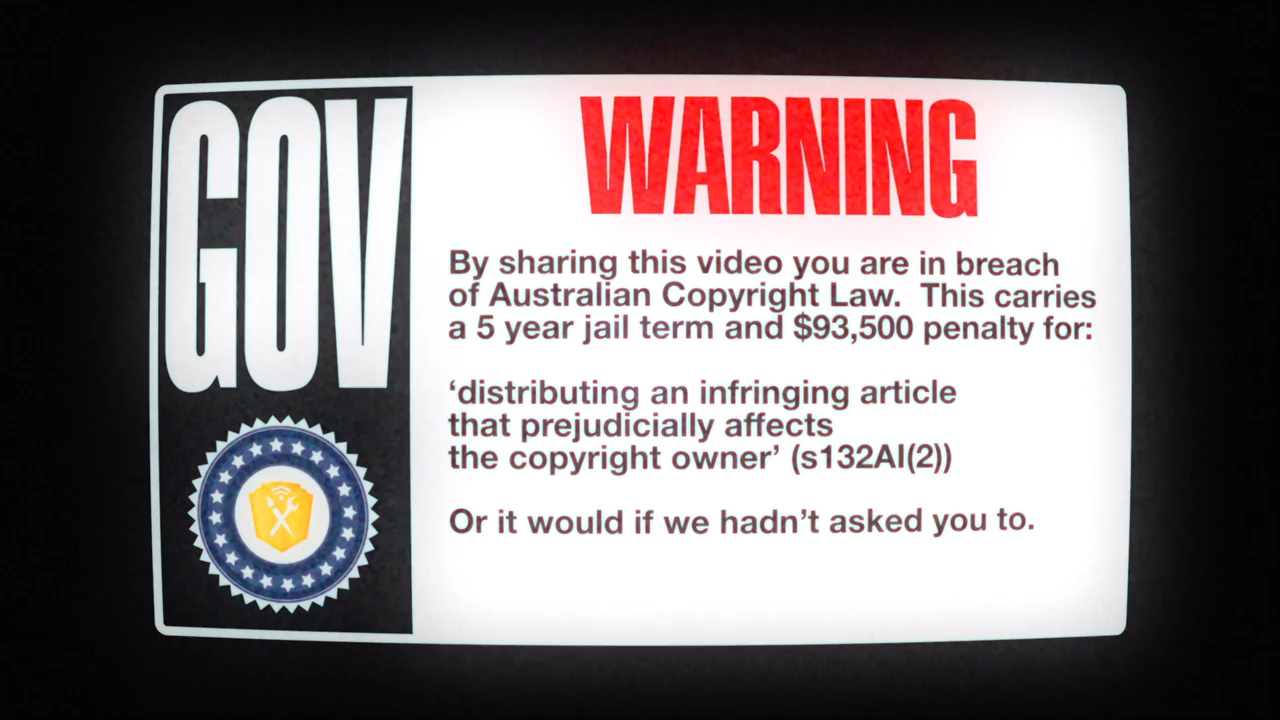 GOV
WARNING
By sharing this video you are in breach
of Australian Copyright Law.  This carries
a 5 year jail term and $93,500 penalty for:
‘distributing an infringing article
that prejudicially affects
the copyright owner’ (s132AI(2))
Or it would if we hadn’t asked you to.